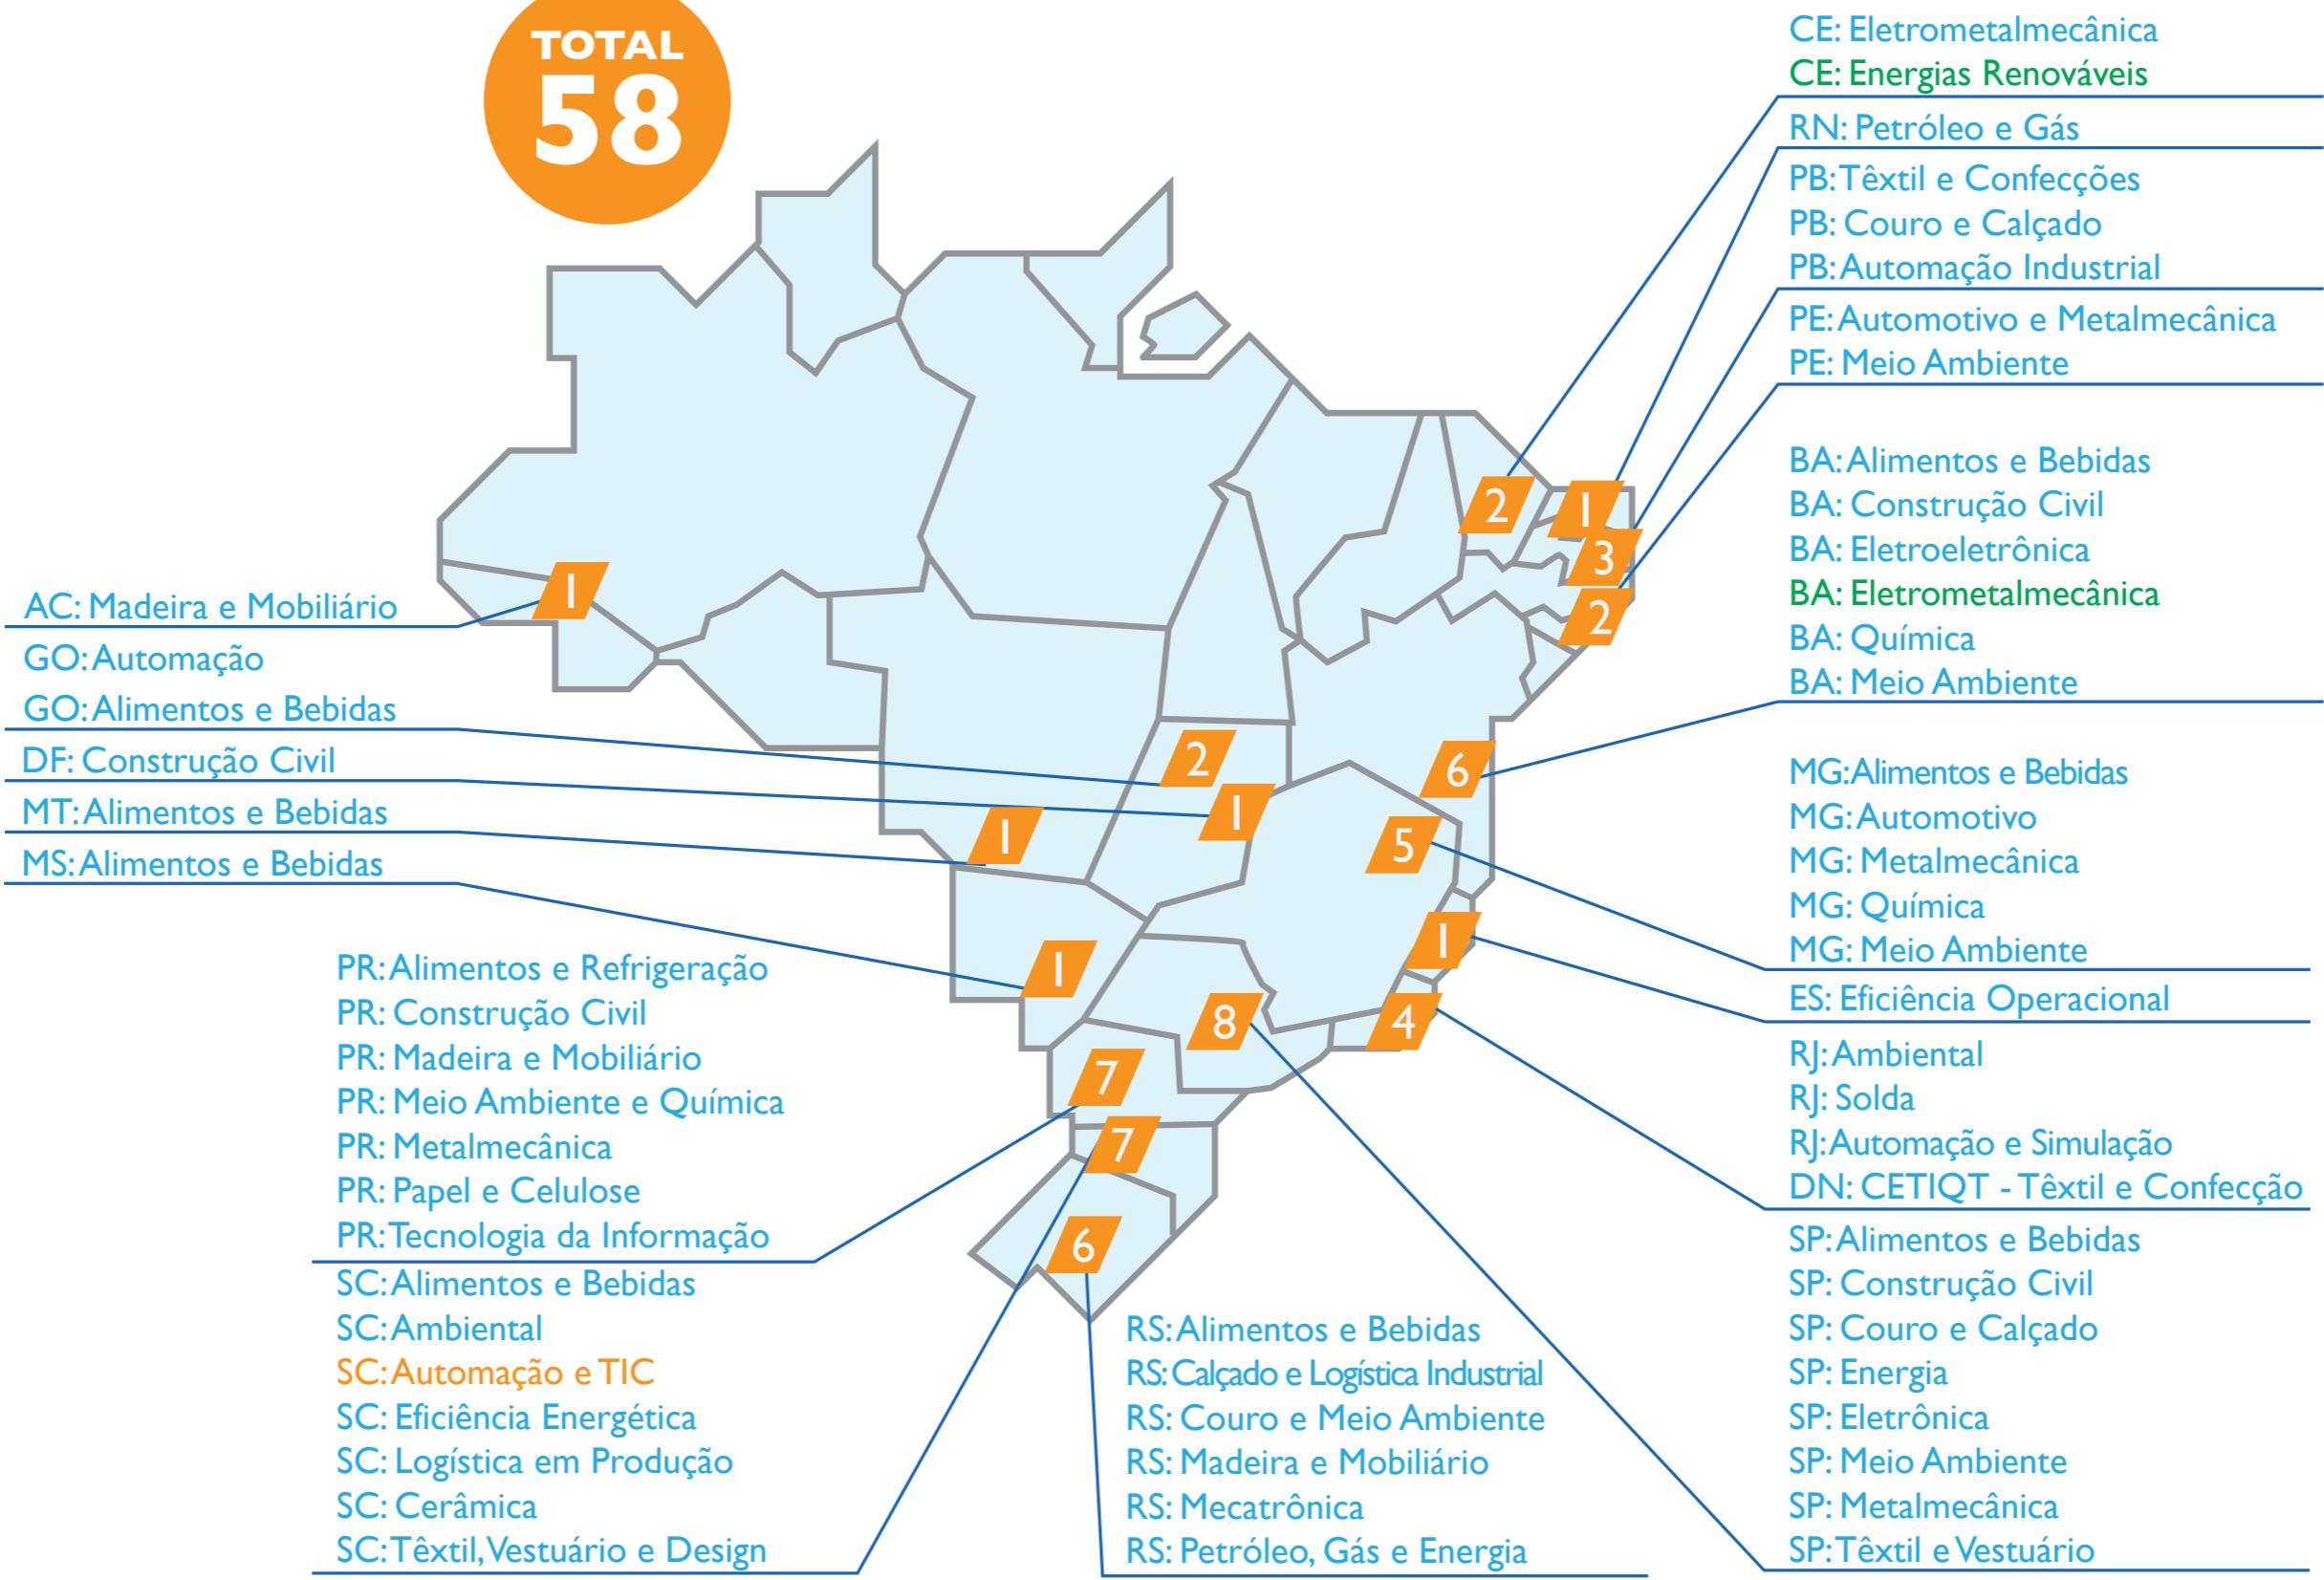 TOTAL
58
CE: Eletrometalmecânica
CE: Energias Renováveis
RN: Petróleo e Gás
PB: Têxtil e Confecções
PB: Couro e Calçado
PB: Automação Industrial
PE: Automotivo e Metalmecânica
PE: Meio Ambiente
BA: Alimentos e Bebidas
BA: Construção Civil
BA: Eletroeletrônica
BA: Eletrometalmecânica
BA: Química
BA: Meio Ambiente
MG: Alimentos e Bebidas
MG: Automotivo
MG: Metalmecânica
MG: Química
MG: Meio Ambiente
ES: Eficiência Operacional
RJ: Ambiental
RJ: Solda
RJ: Automação e Simulação
DN: CETIQT - Têxtil e Confecção
SP: Alimentos e Bebidas
SP: Construção Civil
SP: Couro e Calçado
SP: Energia
SP: Eletrônica
SP: Meio Ambiente
SP: Metalmecânica
SP: Têxtil e Vestuário
AC: Madeira e Mobiliário
GO: Automação
GO: Alimentos e Bebidas
DF: Construção Civil
MT: Alimentos e Bebidas
MS: Alimentos e Bebidas
PR: Alimentos e Refrigeração
PR: Construção Civil
PR: Madeira e Mobiliário
PR: Meio Ambiente e Química
PR: Metalmecânica
PR: Papel e Celulose
PR: Tecnologia da Informação
SC: Alimentos e Bebidas
SC: Ambiental
SC: Automação e TIC
SC: Eficiência Energética
SC: Logística em Produção
SC: Cerâmica
SC: Têxtil, Vestuário e Design
RS: Alimentos e Bebidas
RS: Calçado e Logística Industrial
RS: Couro e Meio Ambiente
RS: Madeira e Mobiliário
RS: Mecatrônica
RS: Petróleo, Gás e Energia
2
1
3
2
1
2
6
1
1
5
1
1
8
4
7
7
6